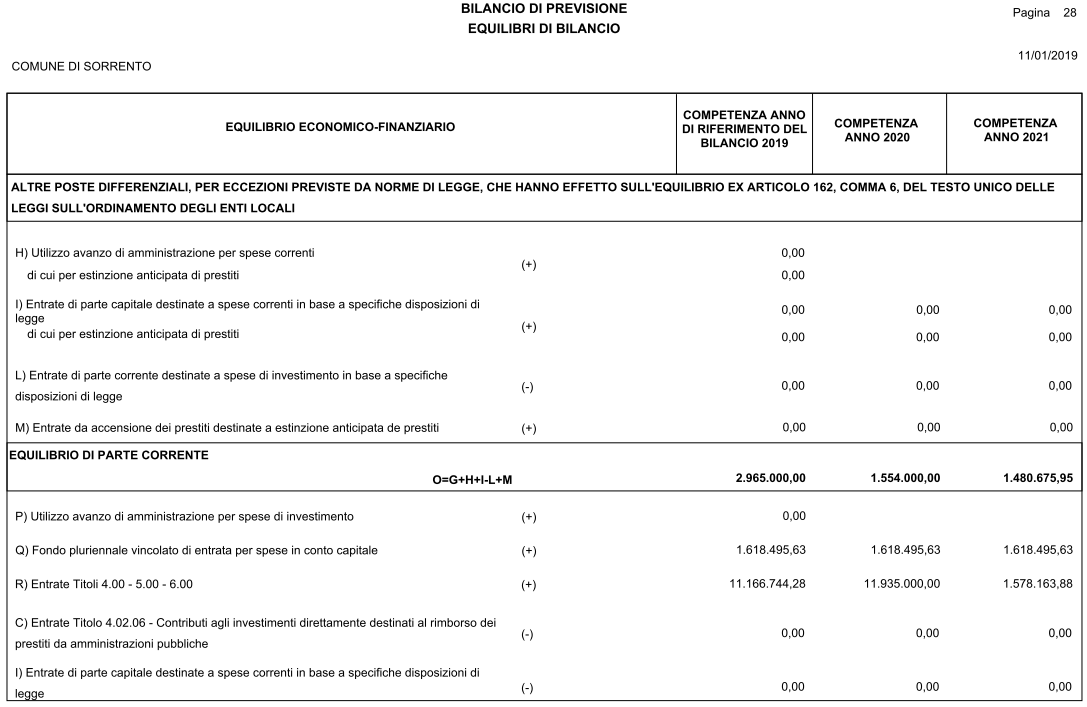 BILANCIO DI PREVISIONE
EQUILIBRI DI BILANCIO
Pagina 28
11/01/2019
COMUNE DI SORRENTO
EQUILIBRIO ECONOMICO-FINANZIARIO
COMPETENZA ANNO
DI RIFERIMENTO DEL
BILANCIO 2019
COMPETENZA
ANNO 2020
COMPETENZA
ANNO 2021
ALTRE POSTE DIFFERENZIALI, PER ECCEZIONI PREVISTE DA NORME DI LEGGE, CHE HANNO EFFETTO SULL'EQUILIBRIO EX ARTICOLO 162, COMMA 6, DEL TESTO UNICO DELLE
LEGGI SULL'ORDINAMENTO DEGLI ENTI LOCALI
H) Utilizzo avanzo di amministrazione per spese correnti
(+)
0,00
di cui per estinzione anticipata di prestiti
0,00
I) Entrate di parte capitale destinate a spese correnti in base a specifiche disposizioni di
legge
(+)
0,00 0,00 0,00
di cui per estinzione anticipata di prestiti
0,00 0,00 0,00
L) Entrate di parte corrente destinate a spese di investimento in base a specifiche
disposizioni di legge
(-)
0,00 0,00 0,00
M) Entrate da accensione dei prestiti destinate a estinzione anticipata de prestiti (+) 0,00 0,00 0,00
EQUILIBRIO DI PARTE CORRENTE
O=G+H+I-L+M 2.965.000,00 1.554.000,00 1.480.675,95
P) Utilizzo avanzo di amministrazione per spese di investimento (+) 0,00
Q) Fondo pluriennale vincolato di entrata per spese in conto capitale (+) 1.618.495,63 1.618.495,63 1.618.495,63
R) Entrate Titoli 4.00 - 5.00 - 6.00 (+) 11.166.744,28 11.935.000,00 1.578.163,88
C) Entrate Titolo 4.02.06 - Contributi agli investimenti direttamente destinati al rimborso dei
prestiti da amministrazioni pubbliche
(-)
0,00 0,00 0,00
I) Entrate di parte capitale destinate a spese correnti in base a specifiche disposizioni di
legge
(-)
0,00 0,00 0,00